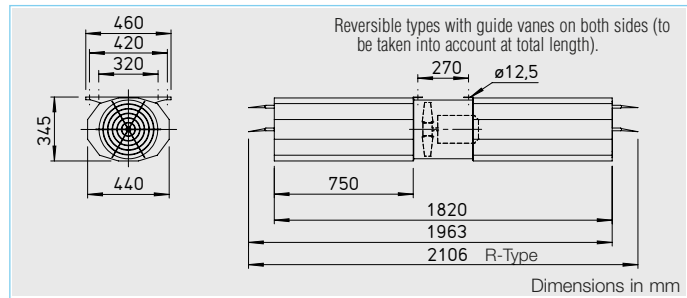 460
420
320
345
440
Reversible types with guide vanes on both sides (to
be taken into account at total length).
270
ø12,5
750
1820
1963
2106 R-Type
Dimensions in mm